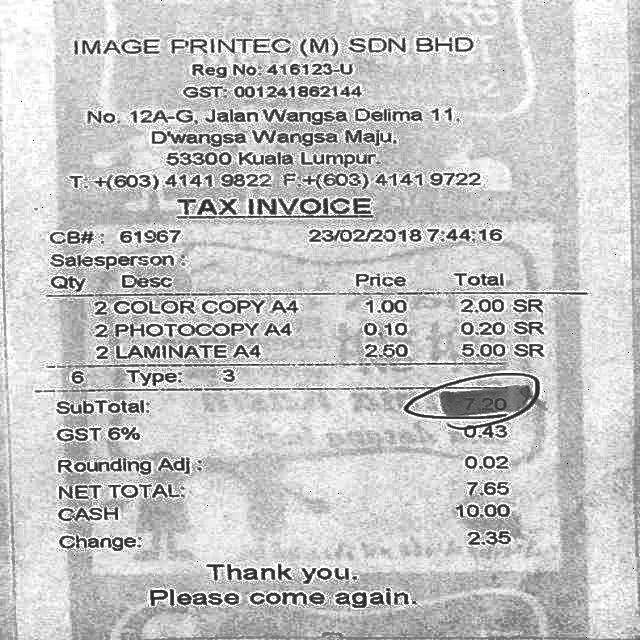 IMAGE PRINTEC (M) SDN BHD
Reg No: 416123-U
GST: 001241862144
No. 12A-G, Jalan Wangsa Delima 11,
D'wangsa Wangsa Maju,
53300 Kuala Lumpur.
T: +(603) 4141 9822 F:+(603) 4141 9722
TAX INVOICE
CB# : 61967 23/02/2018 7:44:16
Salesperson :
Qty Desc Price Total
2 COLOR COPY A4 1.00 2.00 SR
2 PHOTOCOPY A4 0.10 0.20 SR
2 LAMINATE A4 2.50 5.00 SR
6 Type: 3
SubTotal: 7.20
GST 6% 0.43
Rounding Adj : 0.02
NET TOTAL: 7.65
CASH 10.00
Change: 2.35
Thank you.
Please come again.